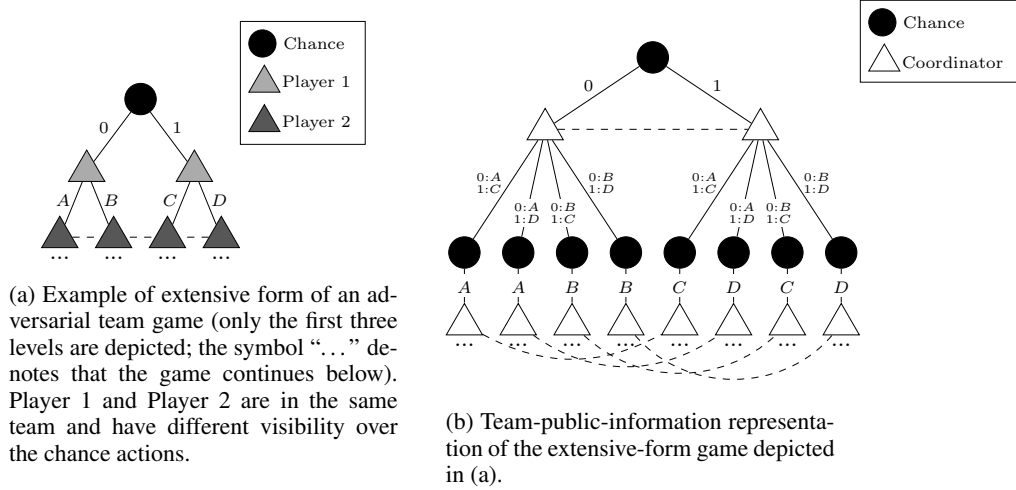 Chance
Player 1
Player 2
0
1
A
B
C
D
... ... ... ...
(a) Example of extensive form of an ad-
versarial team game (only the first three
levels are depicted; the symbol “...” de-
notes that the game continues below).
Player 1 and Player 2 are in the same
team and have different visibility over
the chance actions.
Chance
Coordinator
0
1
0:A
1:C
0:A
1:D
0:B
1:C
0:B
1:D
0:A
1:C
0:A
1:D
0:B
1:C
0:B
1:D
A A B B C D C D
... ... ... ... ... ... ... ...
(b) Team-public-information representa-
tion of the extensive-form game depicted
in (a).